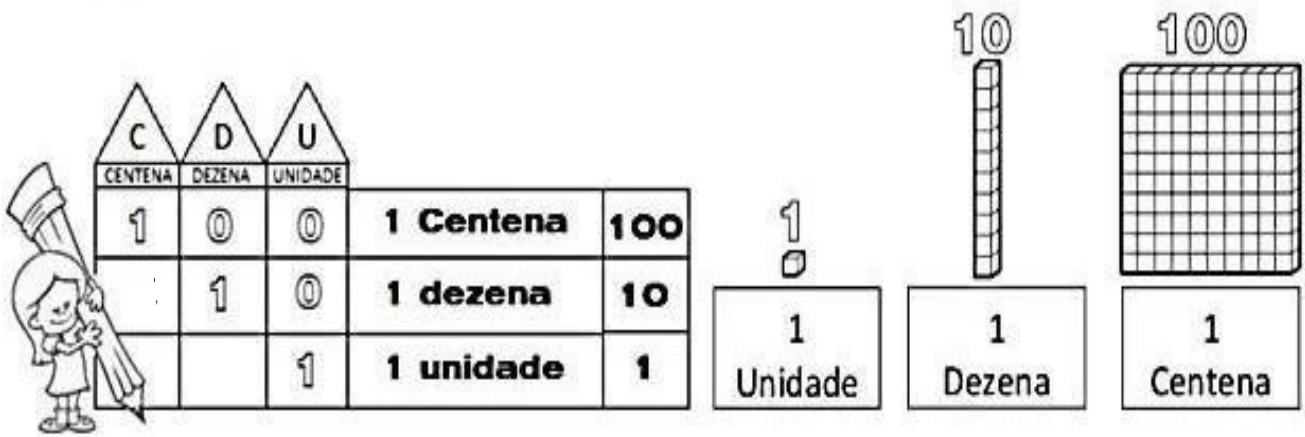 C D U
CENTENA DEZENA UNIDADE
1 0 0 1 Centena 100
1 0 1 dezena 10
1 1 unidade 1
1
1
Unidade
10
1
Dezena
100
1
Centena